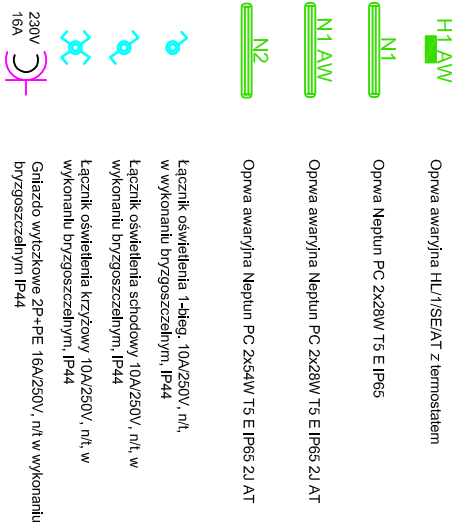 H1 AW
Oprwa awaryjna HL/1/SE/AT z termostatem
N1
Oprwa Neptun PC 2x28W T5 E IP65
N1 AW
Oprwa awaryjna Neptun PC 2x28W T5 E IP65 2J AT
N2
Oprwa awaryjna Neptun PC 2x54W T5 E IP65 2J AT
Łącznik oświetlenia 1-bieg. 10A/250V, n/t,
w wykonaniu bryzgoszczelnym, IP44
Łącznik oświetlenia schodowy 10A/250V, n/t, w
wykonaniu bryzgoszczelnym, IP44
Łącznik oświetlenia krzyżowy 10A/250V, n/t, w
wykonaniu bryzgoszczelnym, IP44
230V
16A
Gniazdo wytczkowe 2P+PE 16A/250V, n/t w wykonaniu
bryzgoszczelnym IP44